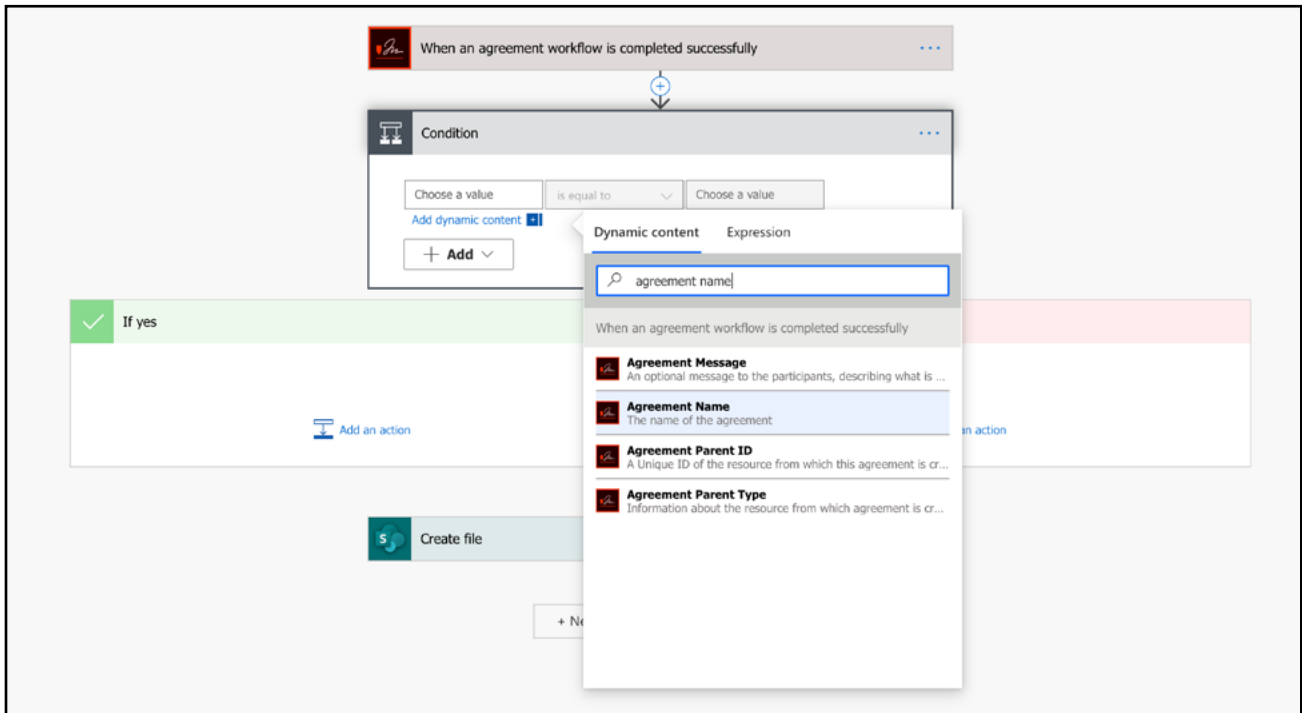 When an agreement workflow is completed successfully
Condition
Choose a value
is equal to
Choose a value
Add dynamic content
Add
Dynamic content
Expression
agreement name
When an agreement workflow is completed successfully
Agreement Message
An optional message to the participants, describing what is ...
Agreement Name
The name of the agreement
Agreement Parent ID
A Unique ID of the resource from which this agreement is cr...
Agreement Parent Type
Information about the resource from which agreement is cr...
If yes
Add an action
an action
S
Create file
+ Ne